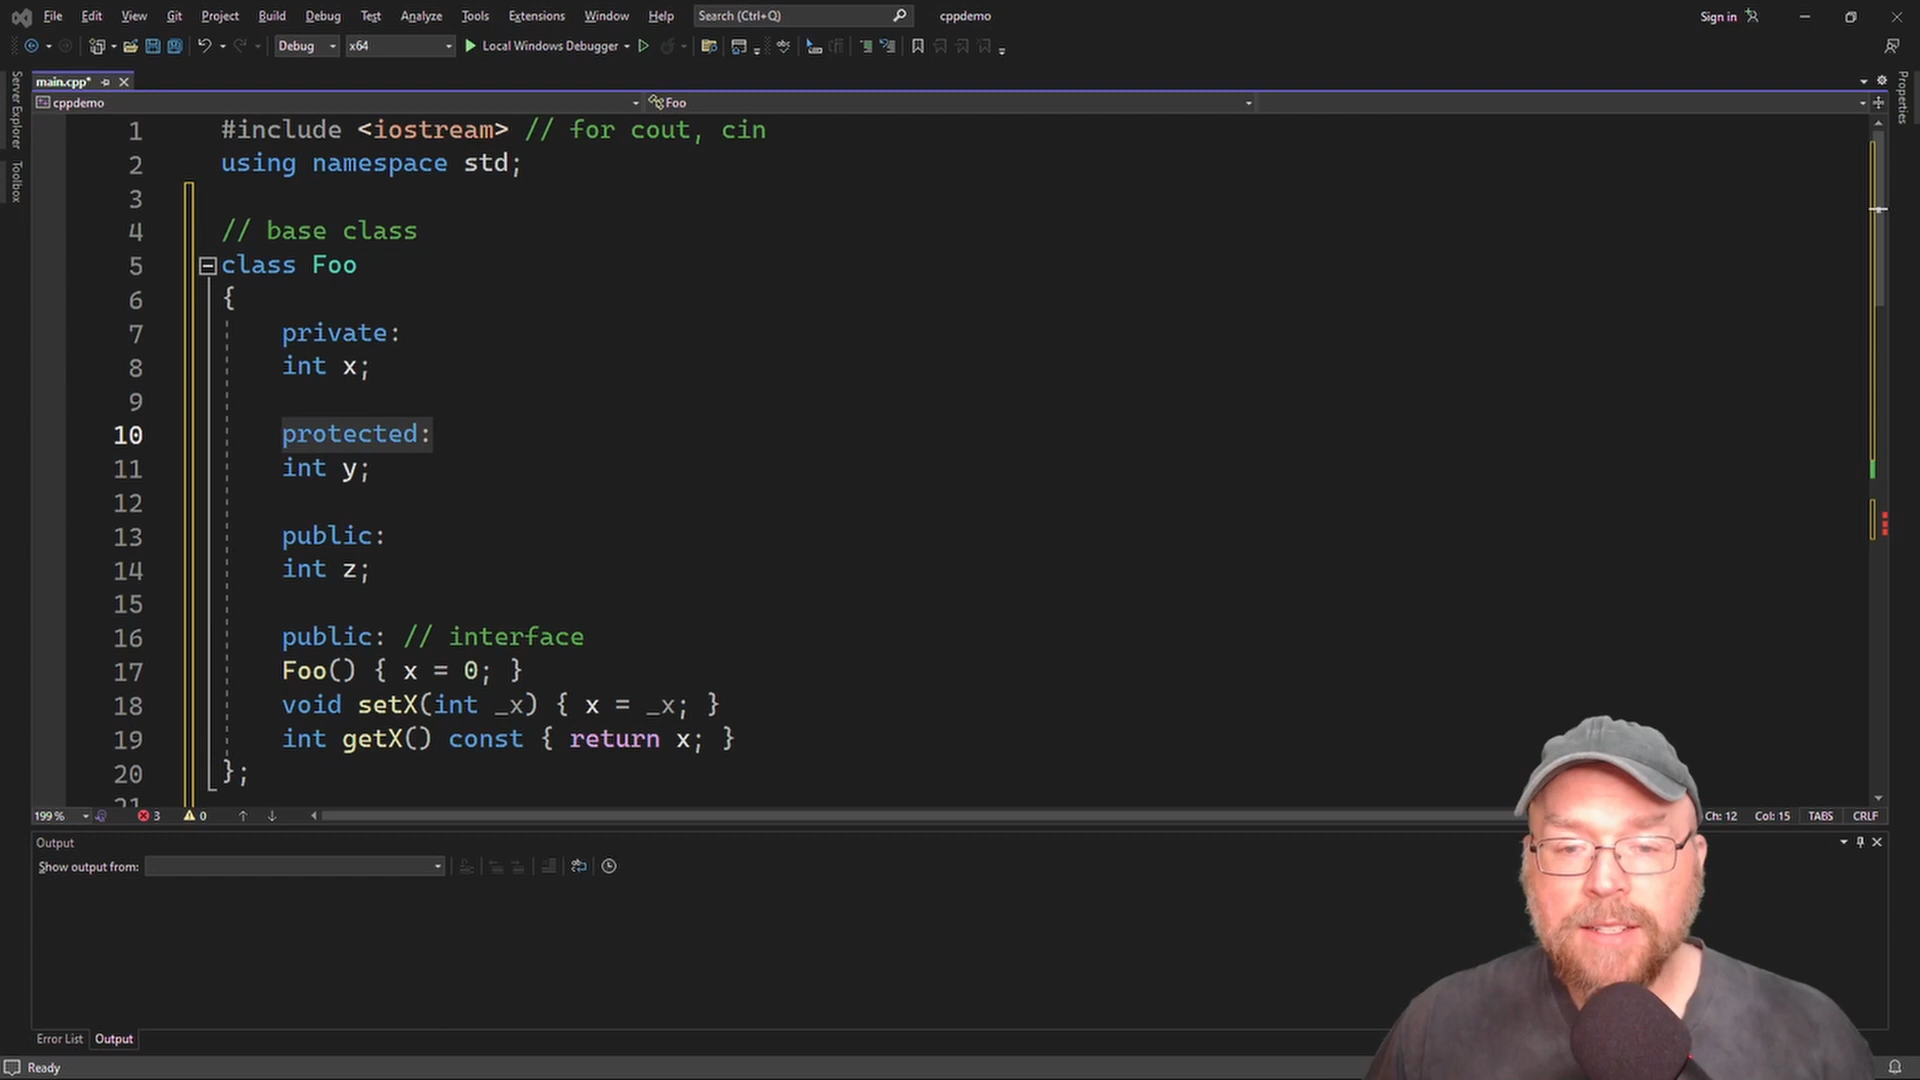 File Edit View Git Project Build Debug Test Analyze Tools Extensions Window Help Search (Ctrl+Q) cppdemo Sign in
Debug x64 Local Windows Debugger
main.cpp*
cppdemo Foo
Server Explorer
Toolbox
Properties
1 #include <iostream> // for cout, cin
2 using namespace std;
3
4 // base class
5 class Foo
6 {
7 private:
8 int x;
9
10 protected:
11 int y;
12
13 public:
14 int z;
15
16 public: // interface
17 Foo() { x = 0; }
18 void setX(int _x) { x = _x; }
19 int getX() const { return x; }
20 };
21
199 % 3 0 Ch: 12 Col: 15 TABS CRLF
Output
Show output from:
Error List Output
Ready